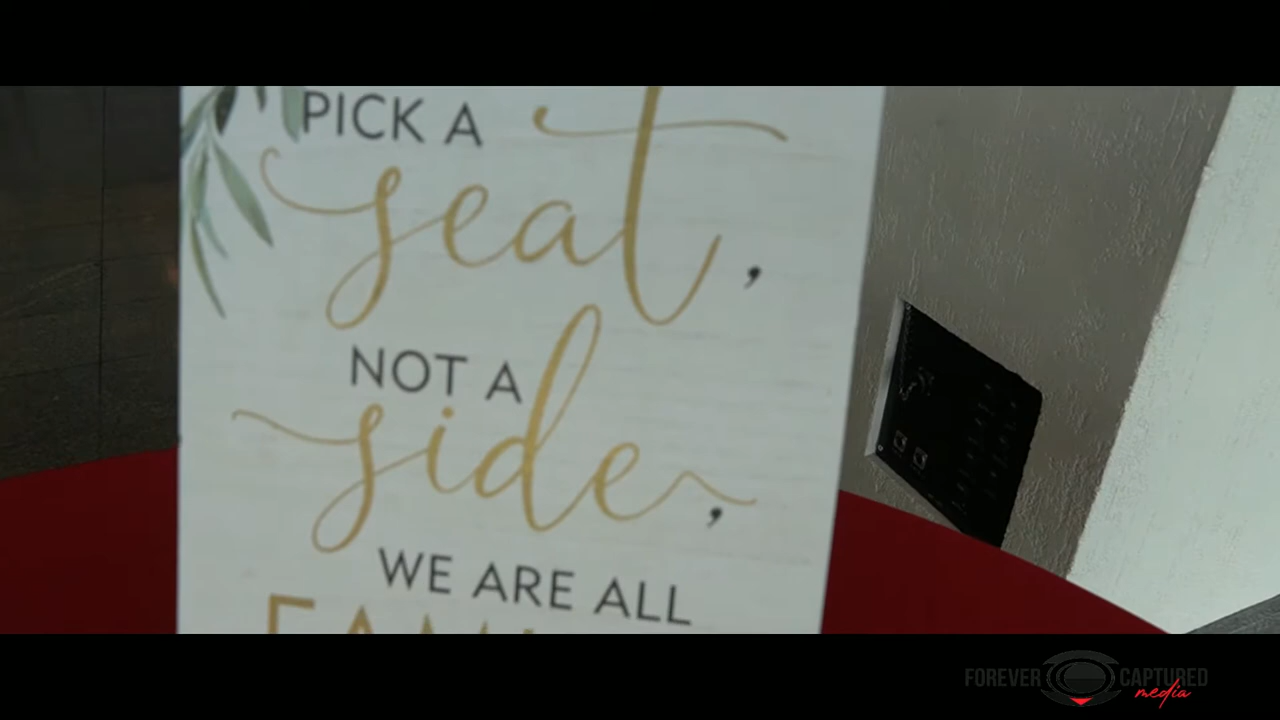 PICK A
seat,
NOT A
side,
WE ARE ALL
FOREVER CAPTURED
media